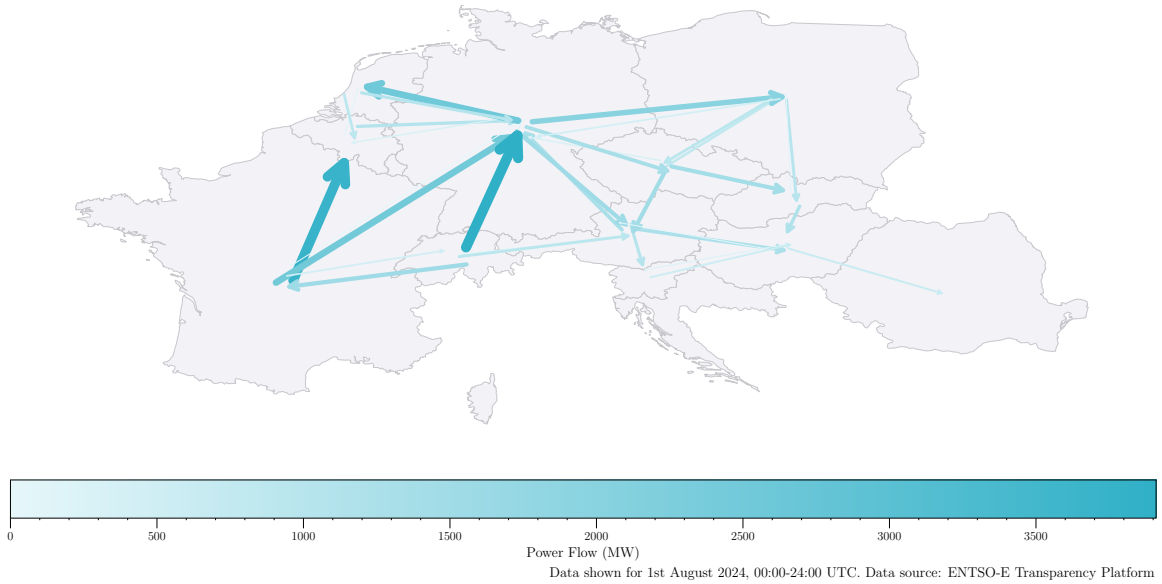 0 500 1000 1500 2000 2500 3000 3500
Power Flow (MW)
Data shown for 1st August 2024, 00:00-24:00 UTC. Data source: ENTSO-E Transparency Platform